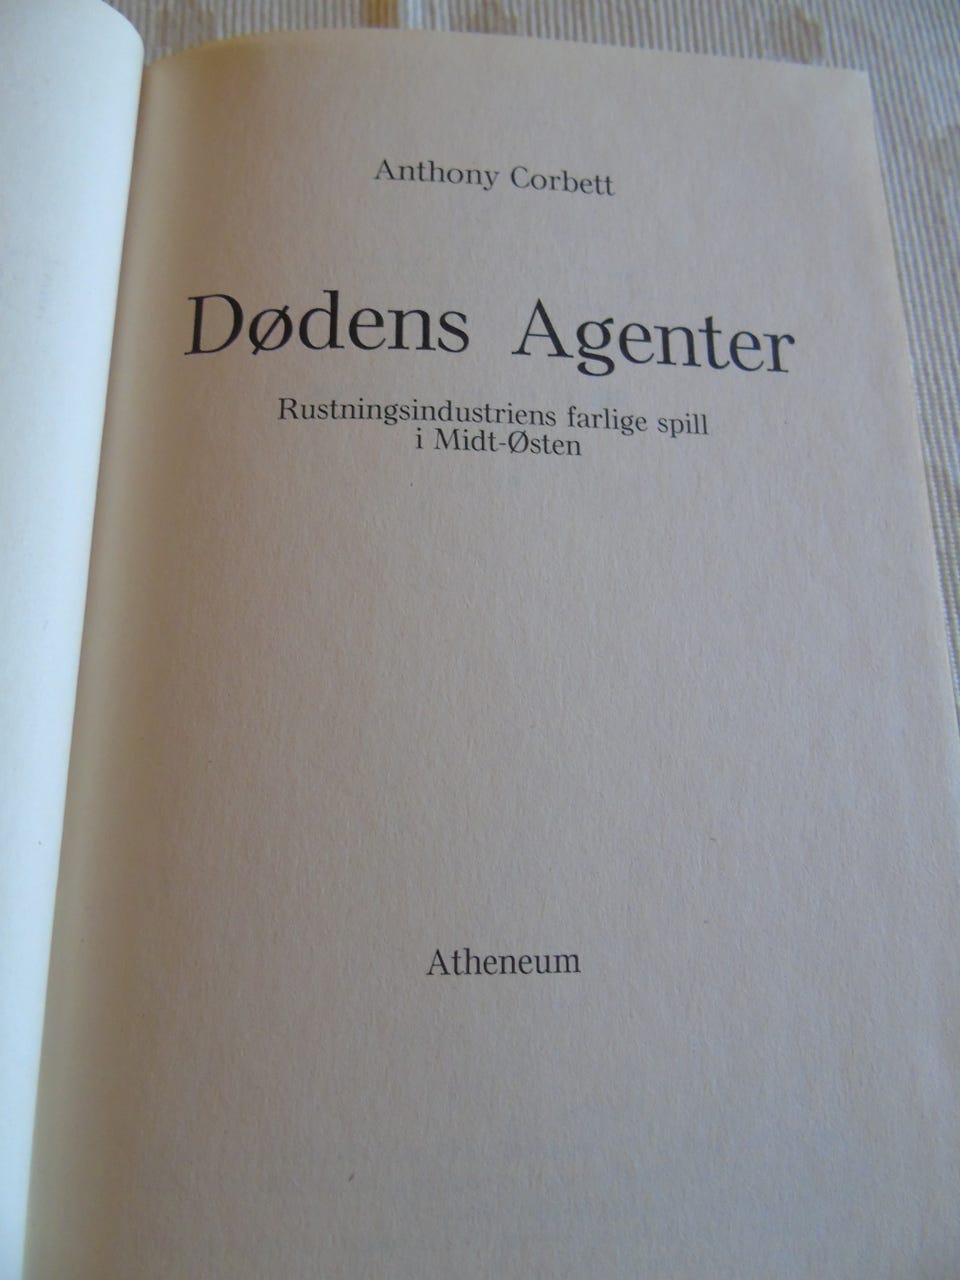 Anthony Corbett
Dødens Agenter
Rustningsindustriens farlige spill
i Midt-Østen
Atheneum